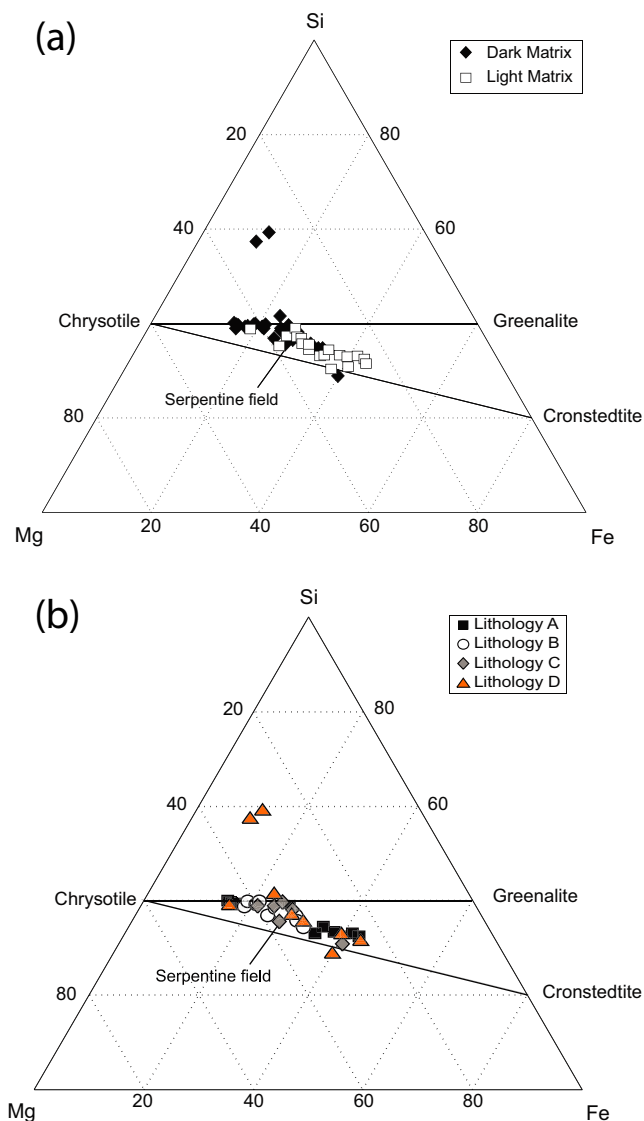 (a)
Si
Dark Matrix
Light Matrix
20
80
40
60
Chrysotile
Greenalite
Serpentine field
80
Cronstedtite
Mg
20
40
60
80
Fe
(b)
Si
Lithology A
Lithology B
Lithology C
Lithology D
20
80
40
60
Chrysotile
Greenalite
Serpentine field
80
Cronstedtite
Mg
20
40
60
80
Fe